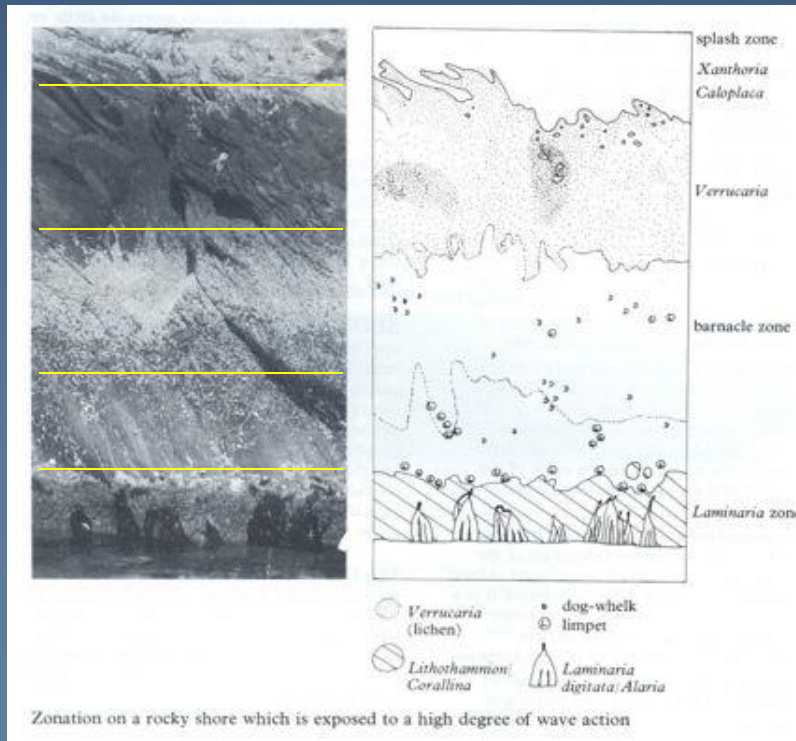 splash zone
Xanthoria
Caloplaca
Verrucaria
barnacle zone
Laminaria zone
Verrucaria
(lichen)
dog-whelk
limpet
Lithothamnion/
Corallina
Laminaria
digitata/Alaria
Zonation on a rocky shore which is exposed to a high degree of wave action